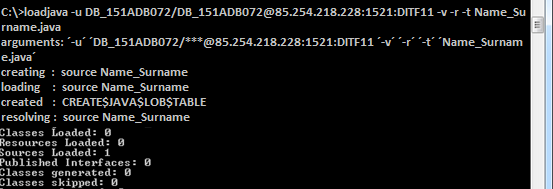 C:\>loadjava -u DB_151ADB072/DB_151ADB072@85.254.218.228:1521:DITF11 -v -r -t Name_Su
rname.java
arguments: ´-u´ ´DB_151ADB072/***@85.254.218.228:1521:DITF11 ´-v´ ´-r´ ´-t´ ´Name_Surnam
e.java´
creating : source Name_Surname
loading : source Name_Surname
created : CREATE$JAVA$LOB$TABLE
resolving : source Name_Surname
Classes Loaded: 0
Resources Loaded: 0
Sources Loaded: 1
Published Interfaces: 0
Classes generated: 0
Classes skipped: 0